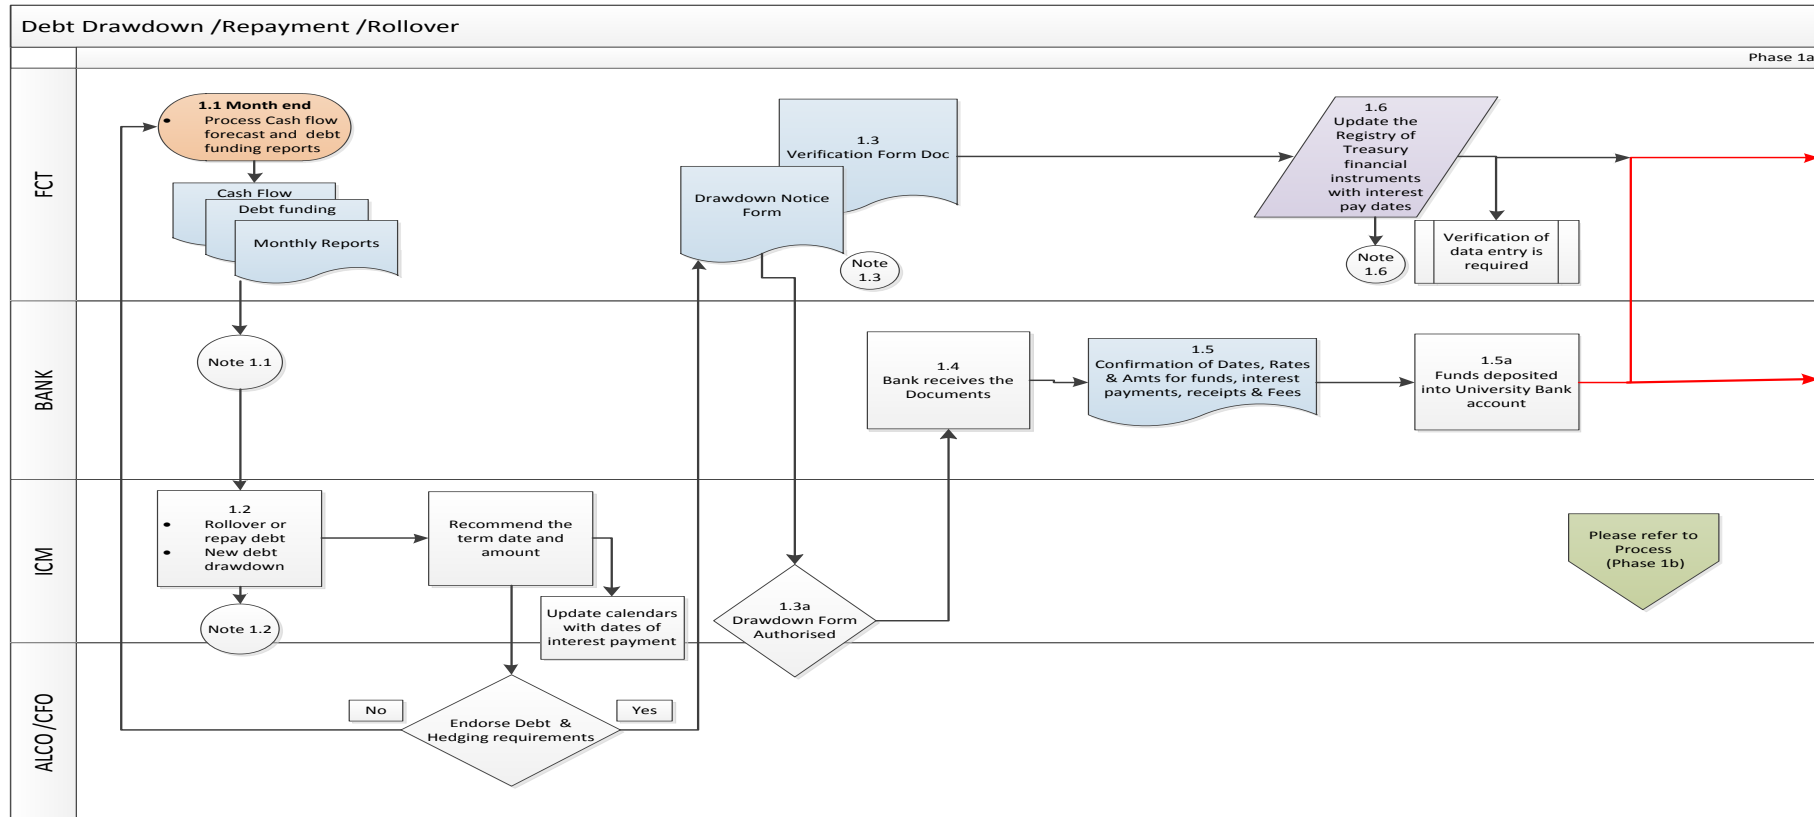 Debt Drawdown /Repayment /Rollover
Phase 1a
FCT
1.1 Month end
• Process Cash flow
forecast and debt
funding reports
Cash Flow
Debt funding
Monthly Reports
1.3
Verification Form Doc
Drawdown Notice
Form
Note
1.3
1.6
Update the
Registry of
Treasury
financial
instruments
with interest
pay dates
Note
1.6
Verification of
data entry is
required
BANK
Note 1.1
1.4
Bank receives the
Documents
1.5
Confirmation of Dates, Rates
& Amts for funds, interest
payments, receipts & Fees
1.5a
Funds deposited
into University Bank
account
ICM
1.2
• Rollover or
repay debt
• New debt
drawdown
Note 1.2
Recommend the
term date and
amount
Update calendars
with dates of
interest payment
1.3a
Drawdown Form
Authorised
Please refer to
Process
(Phase 1b)
ALCO/CFO
No
Endorse Debt &
Hedging requirements
Yes